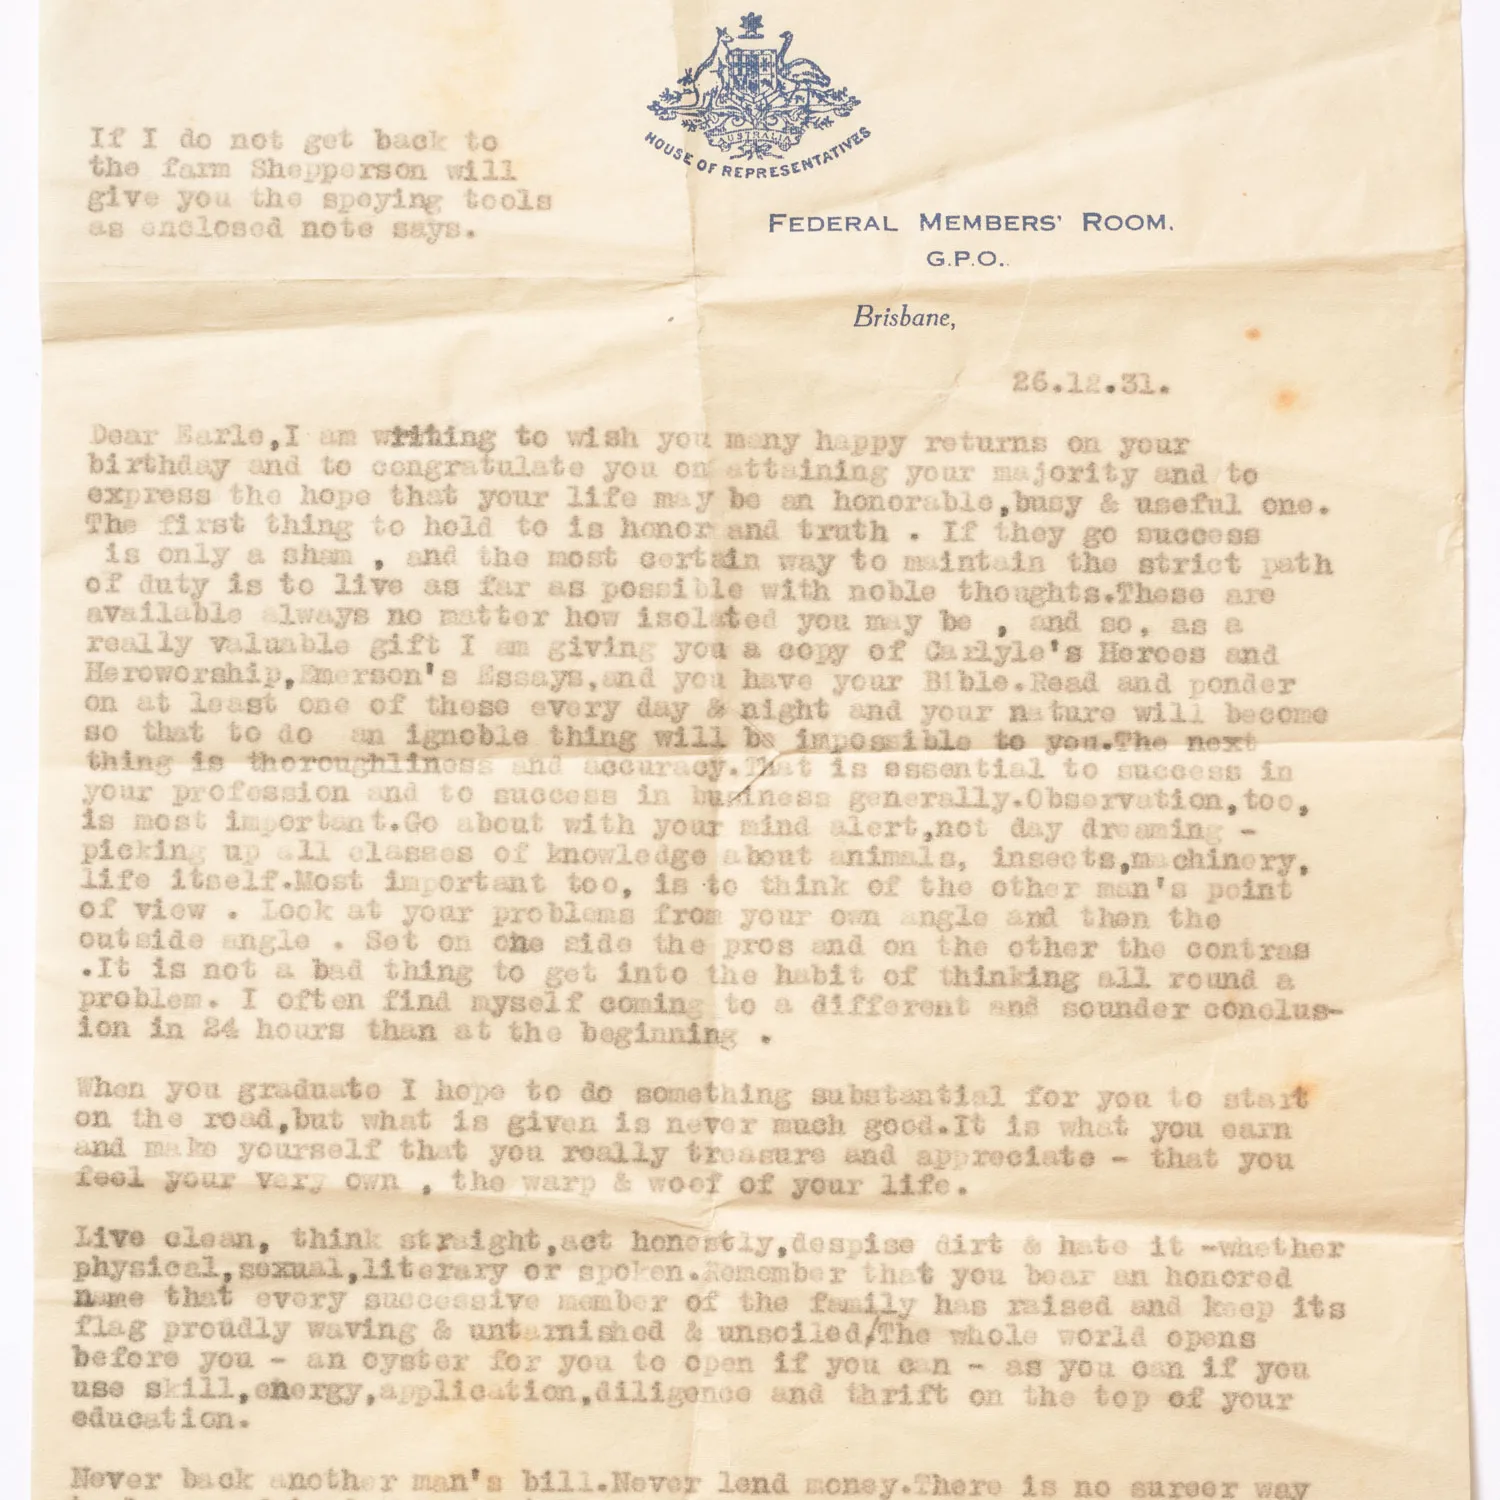 If I do not get back to
the farm Shepperson will
give you the speying tools
as enclosed note says.
AUSTRALIA
HOUSE OF REPRESENTATIVES
FEDERAL MEMBERS' ROOM.
G.P.O..
Brisbane,
26.12.31.
Dear Earle,I am writing to wish you many happy returns on your
birthday and to congratulate you on attaining your majority and to
express the hope that your life may be an honorable,busy & useful one.
The first thing to hold to is honor and truth . If they go success
is only a sham , and the most certain way to maintain the strict path
of duty is to live as far as possible with noble thoughts.These are
available always no matter how isolated you may be , and so, as a
really valuable gift I am giving you a copy of Carlyle's Heroes and
Heroworship,Emerson's Essays,and you have your Bible.Read and ponder
on at least one of these every day & night and your nature will become
so that to do an ignoble thing will be impossible to you.The next
thing is thoroughliness and accuracy.That is essential to success in
your profession and to success in business generally.Observation,too,
is most important.Go about with your mind alert,not day dreaming -
picking up all classes of knowledge about animals, insects,machinery,
life itself.Most important too, is to think of the other man's point
of view . Look at your problems from your own angle and then the
outside angle . Set on one side the pros and on the other the contras
.It is not a bad thing to get into the habit of thinking all round a
problem. I often find myself coming to a different and sounder conclus-
ion in 24 hours than at the beginning .
When you graduate I hope to do something substantial for you to start
on the road,but what is given is never much good.It is what you earn
and make yourself that you really treasure and appreciate - that you
feel your very own , the warp & woof of your life.
Live clean, think straight,act honestly,despise dirt & hate it -whether
physical,sexual,literary or spoken.Remember that you bear an honored
name that every successive member of the family has raised and keep its
flag proudly waving & untarnished & unsoiled/The whole world opens
before you - an oyster for you to open if you can - as you can if you
use skill,energy,application,diligence and thrift on the top of your
education.
Never back another man's bill.Never lend money.There is no sureer way